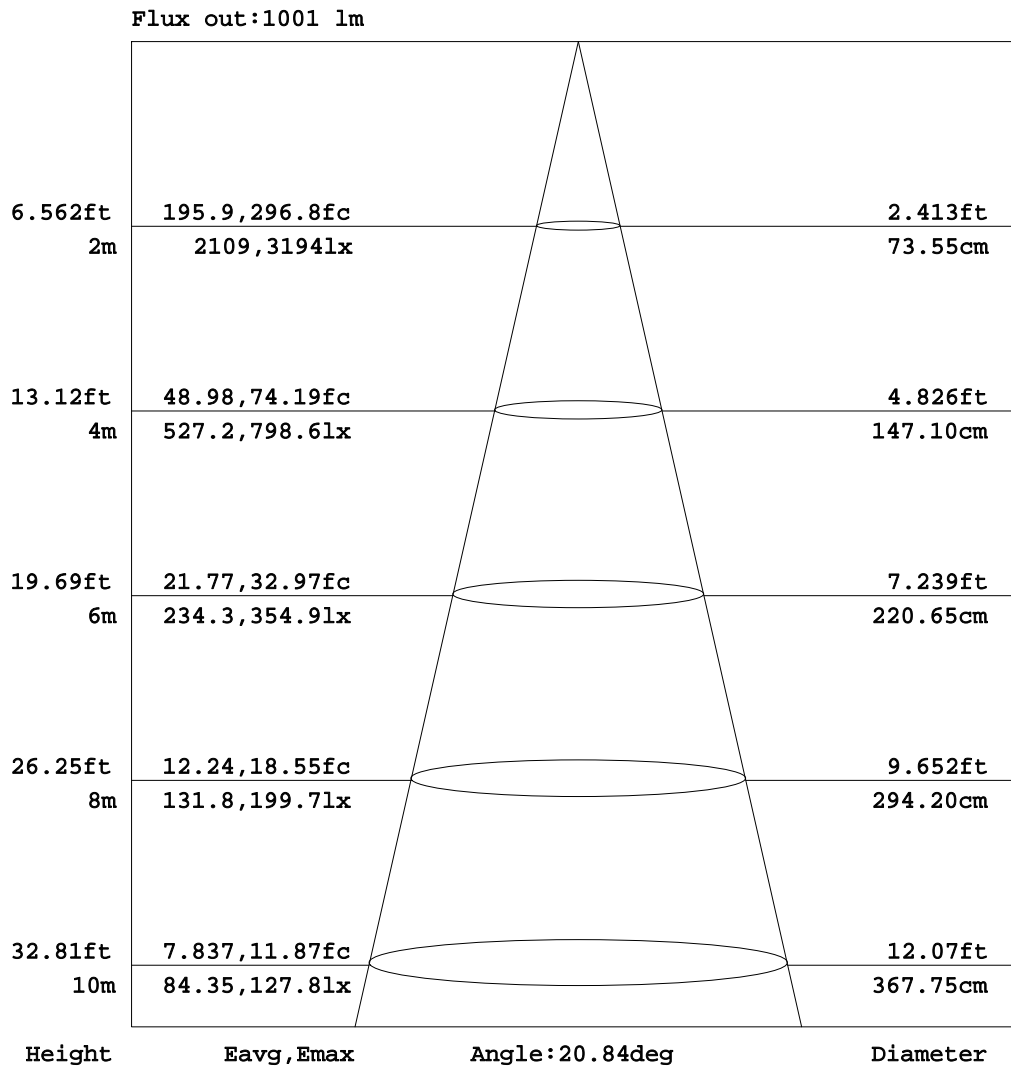 Flux out:1001 lm
6.562ft 195.9,296.8fc 2.413ft
2m 2109,3194lx 73.55cm
13.12ft 48.98,74.19fc 4.826ft
4m 527.2,798.6lx 147.10cm
19.69ft 21.77,32.97fc 7.239ft
6m 234.3,354.9lx 220.65cm
26.25ft 12.24,18.55fc 9.652ft
8m 131.8,199.7lx 294.20cm
32.81ft 7.837,11.87fc 12.07ft
10m 84.35,127.8lx 367.75cm
Height Eavg,Emax Angle:20.84deg Diameter